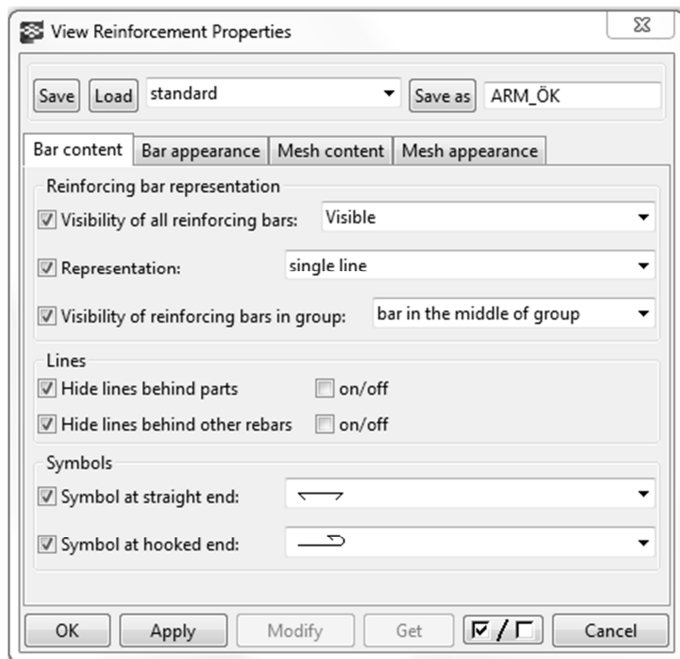 View Reinforcement Properties
Save Load standard Save as ARM_ÖK
Bar content Bar appearance Mesh content Mesh appearance
Reinforcing bar representation
Visibility of all reinforcing bars: Visible
Representation: single line
Visibility of reinforcing bars in group: bar in the middle of group
Lines
Hide lines behind parts on/off
Hide lines behind other rebars on/off
Symbols
Symbol at straight end:
Symbol at hooked end:
OK Apply Modify Get / Cancel